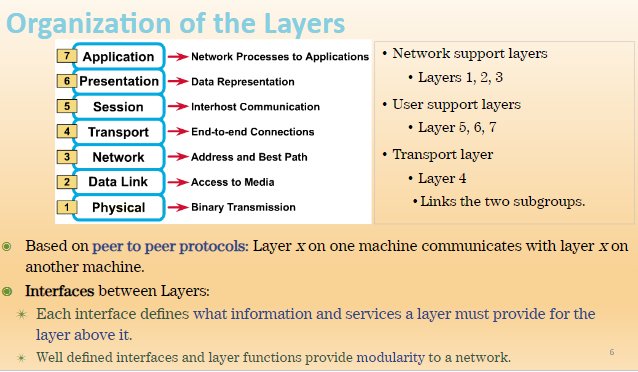 Organization of the Layers
7 Application Network Processes to Applications
6 Presentation Data Representation
5 Session Interhost Communication
4 Transport End-to-end Connections
3 Network Address and Best Path
2 Data Link Access to Media
1 Physical Binary Transmission
• Network support layers
• Layers 1, 2, 3
• User support layers
• Layer 5, 6, 7
• Transport layer
• Layer 4
• Links the two subgroups.
Based on peer to peer protocols: Layer x on one machine communicates with layer x on
another machine.
Interfaces between Layers:
Each interface defines what information and services a layer must provide for the
layer above it.
Well defined interfaces and layer functions provide modularity to a network.
6